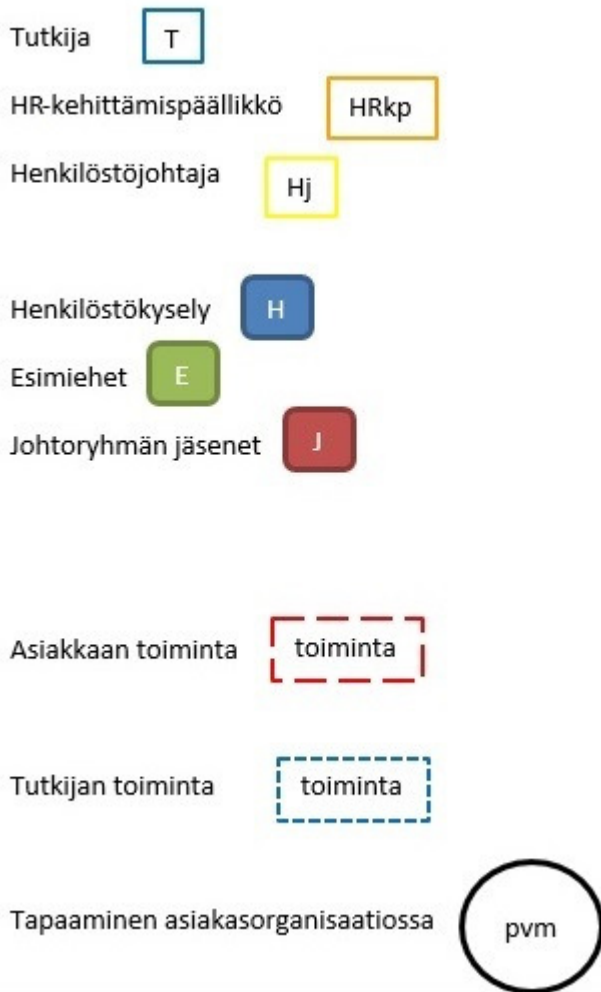 Tutkija T
HR-kehittämispäällikkö HRkp
Henkilöstöjohtaja Hj
Henkilöstökysely H
Esimiehet E
Johtoryhmän jäsenet J
Asiakkaan toiminta toiminta
Tutkijan toiminta toiminta
Tapaaminen asiakasorganisaatiossa pvm